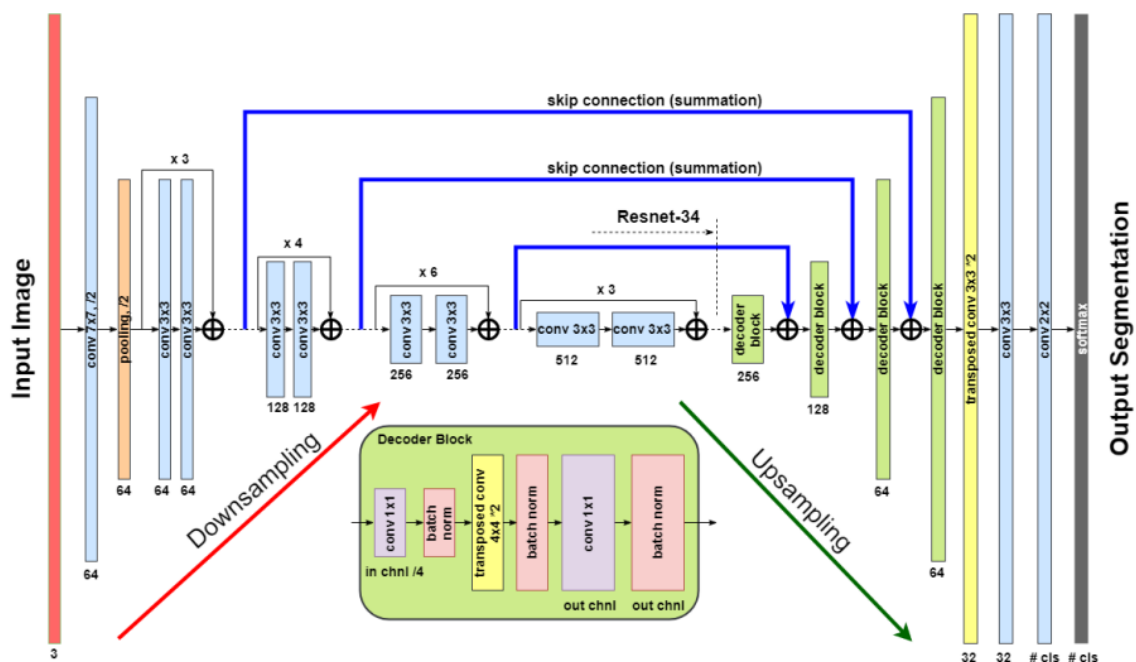 Input Image
3
conv 7x7, /2
64
pooling, /2
64
x 3
conv 3x3
conv 3x3
64
64
x 4
conv 3x3
conv 3x3
128
128
x 6
conv 3x3
conv 3x3
256
256
x 3
conv 3x3
conv 3x3
512
512
skip connection (summation)
skip connection (summation)
Resnet-34
decoder
block
256
decoder block
128
decoder block
64
decoder block
64
transposed conv 3x3 ^2
32
conv 3x3
32
conv 2x2
# cls
softmax
# cls
Output Segmentation
Downsampling
Upsampling
Decoder Block
conv 1x1
in chnl /4
batch
norm
transposed conv
4x4 ^2
batch norm
conv 1x1
out chnl
batch norm
out chnl